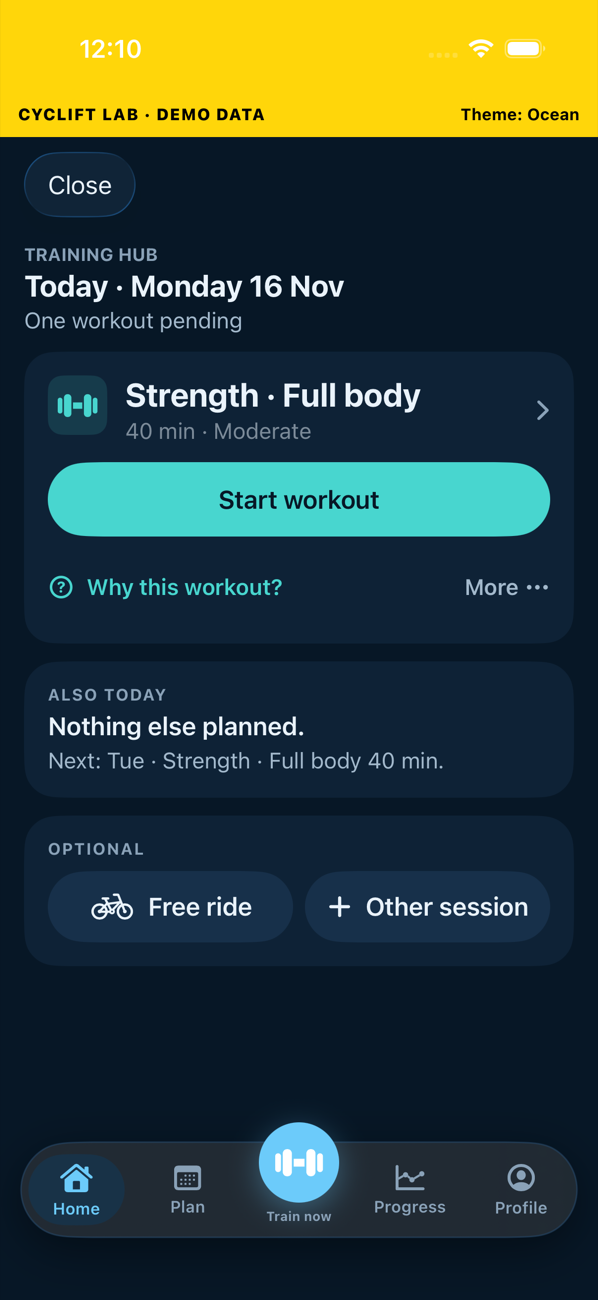 12:10
CYCLIFT LAB · DEMO DATA
Theme: Ocean
Close
TRAINING HUB
Today · Monday 16 Nov
One workout pending
Strength · Full body
40 min · Moderate
Start workout
Why this workout?
More ···
ALSO TODAY
Nothing else planned.
Next: Tue · Strength · Full body 40 min.
OPTIONAL
Free ride
+ Other session
Home
Plan
Train now
Progress
Profile